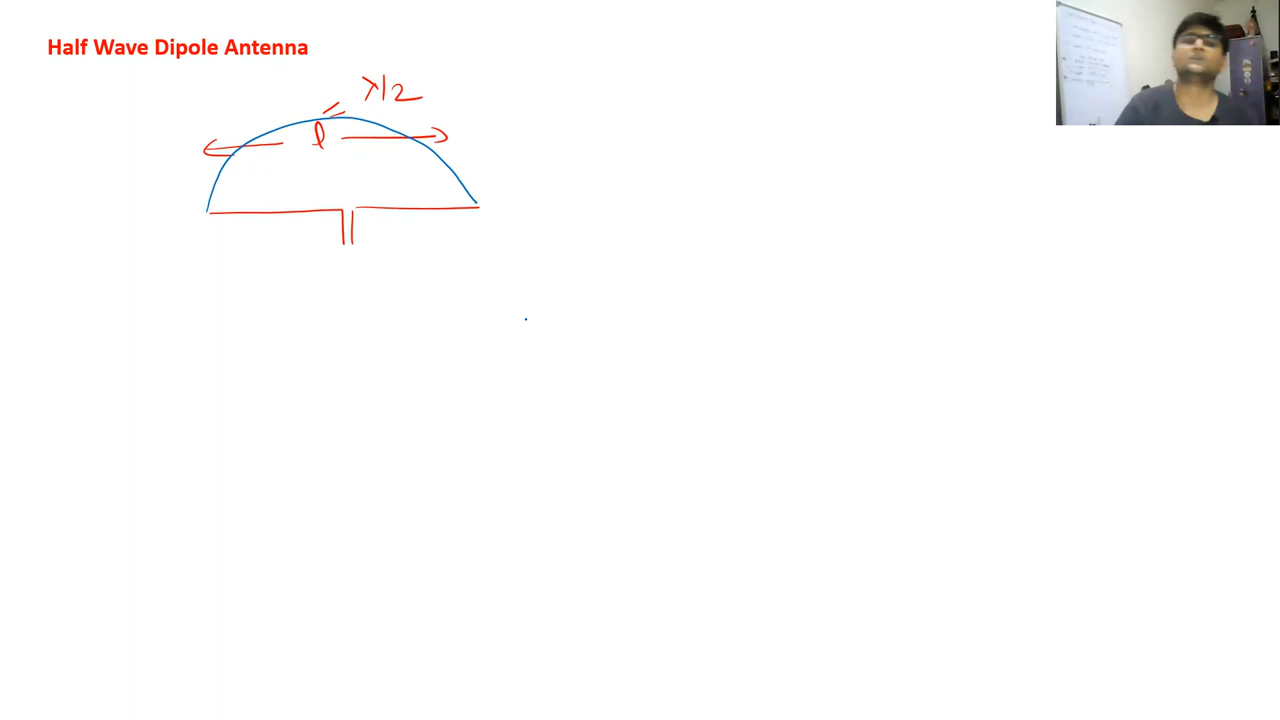 Half Wave Dipole Antenna
λ/2
=
l